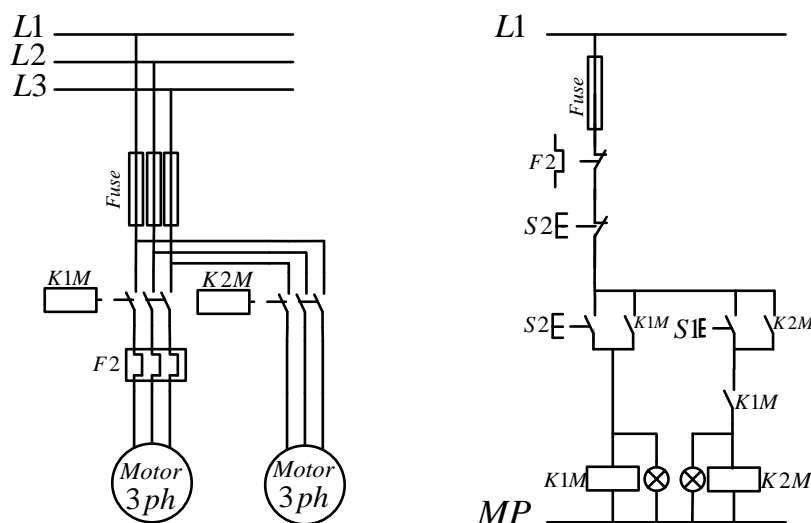 L1
L2
L3
Fuse
K1M
K2M
F2
Motor
3ph
Motor
3ph
L1
Fuse
F2
S2
S2
K1M
S1
K2M
K1M
K1M
K2M
MP